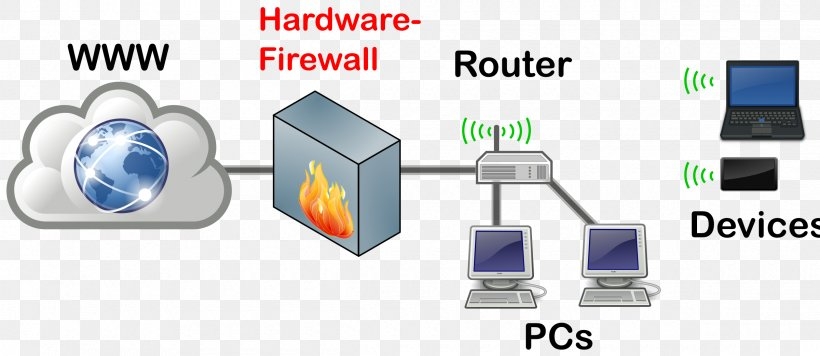 WWW
Hardware-
Firewall
Router
Devices
PCs